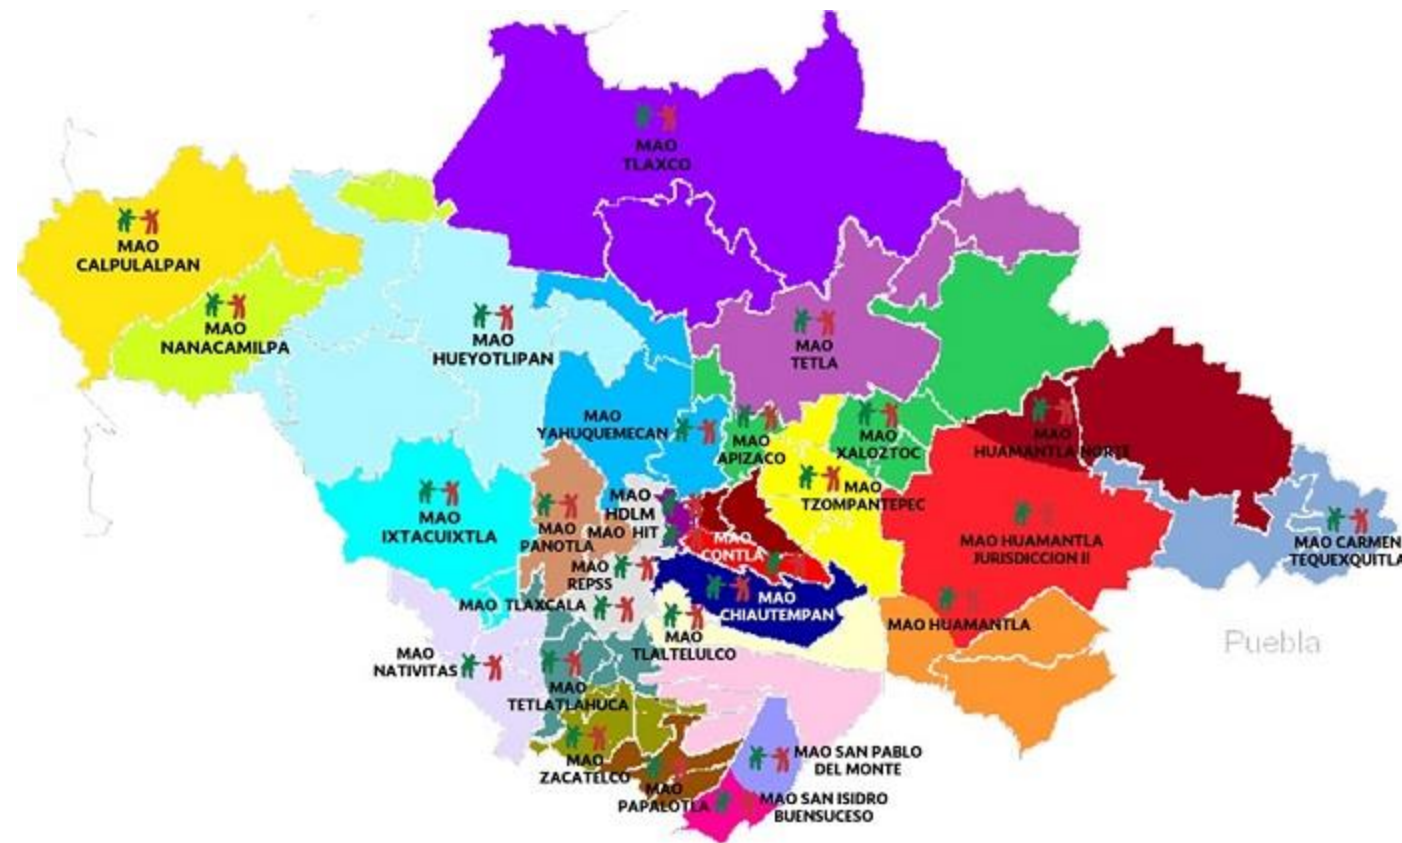 MAO
TLAXCO
MAO
CALPULALPAN
MAO
NANACAMILPA
MAO
HUEYOTLIPAN
MAO
TETLA
MAO
YAHUQUEMECAN
MAO
APIZACO
MAO
XALO2TOC
MAO
HUAMANTLA NORTE
MAO
TZOMPANTEPEC
MAO
IXTACUIXTLA
MAO
PANOTLA
MAO
HDLM
MAO HIT
MAO
CONTLA
MAO HUAMANTLA
JURISDICCION II
MAO CARMEN
TEQUEXQUITLA
MAO
REPSS
MAO TLAXCALA
MAO
CHIAUTEMPAN
MAO HUAMANTLA
MAO
TLALTELULCO
Puebla
MAO
NATIVITAS
MAO
TETLATLAHUCA
MAO
ZACATELCO
MAO SAN PABLO
DEL MONTE
MAO
PAPALOTLA
MAO SAN ISIDRO
BUENSUCESO